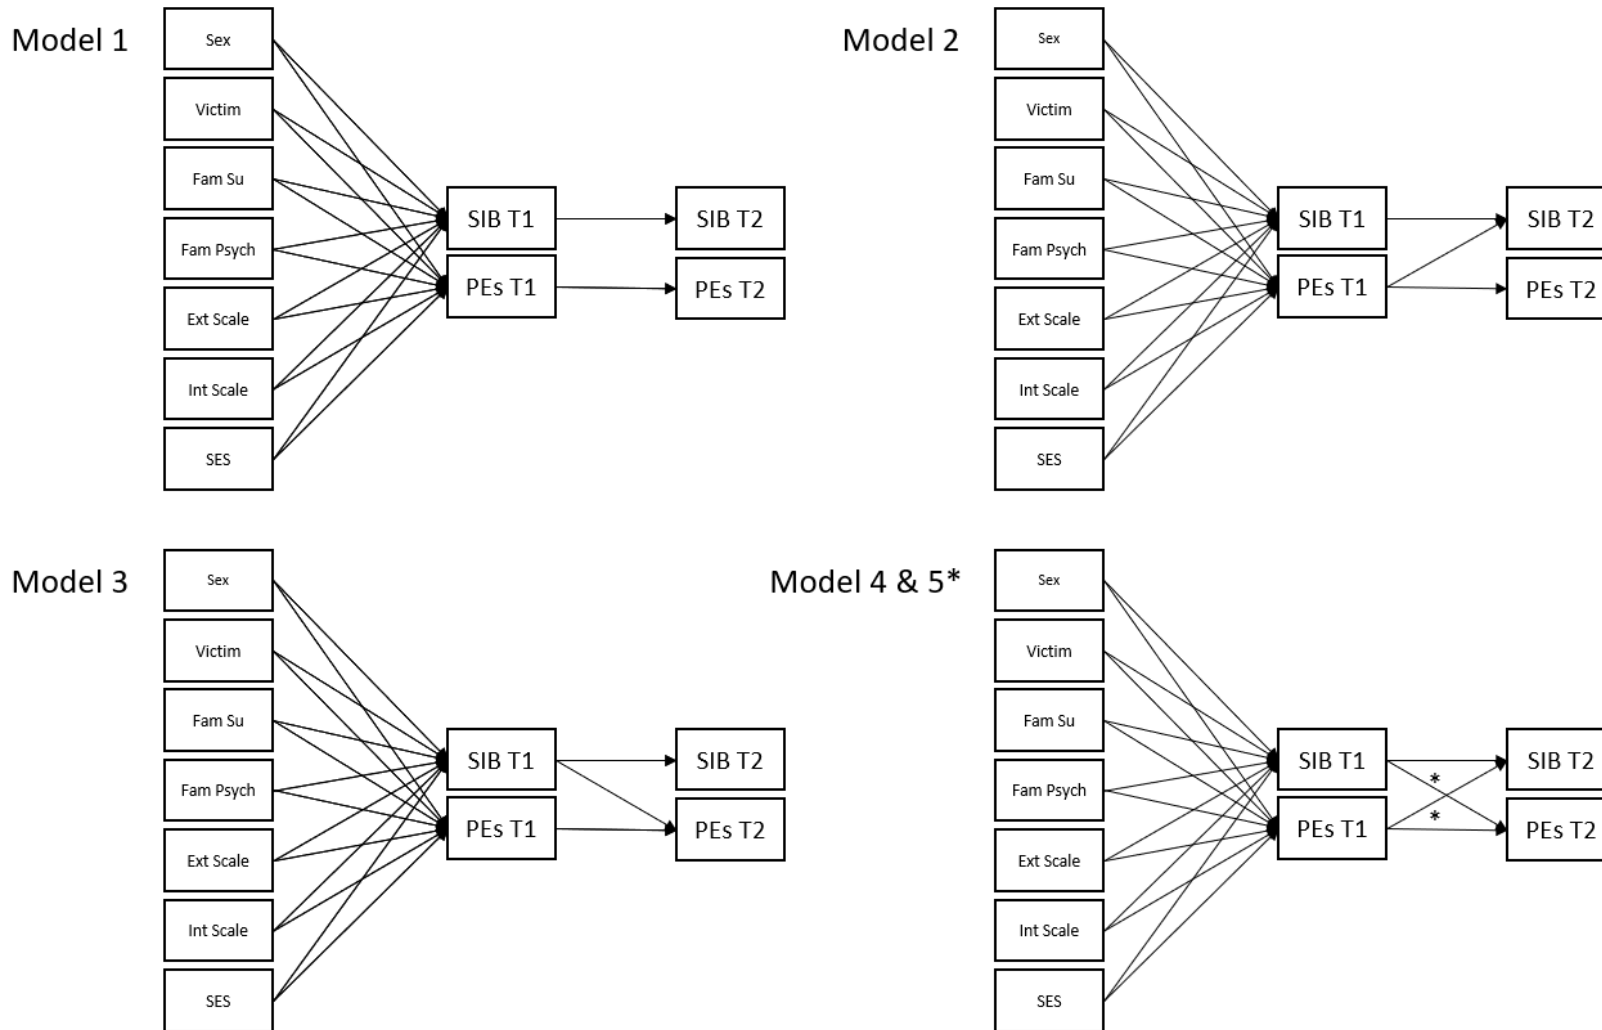 Model 1
Sex
Victim
Fam Su
Fam Psych
Ext Scale
Int Scale
SES
SIB T1
PEs T1
SIB T2
PEs T2
Model 2
Sex
Victim
Fam Su
Fam Psych
Ext Scale
Int Scale
SES
SIB T1
PEs T1
SIB T2
PEs T2
Model 3
Sex
Victim
Fam Su
Fam Psych
Ext Scale
Int Scale
SES
SIB T1
PEs T1
SIB T2
PEs T2
Model 4 & 5*
Sex
Victim
Fam Su
Fam Psych
Ext Scale
Int Scale
SES
SIB T1
PEs T1
*
*
SIB T2
PEs T2